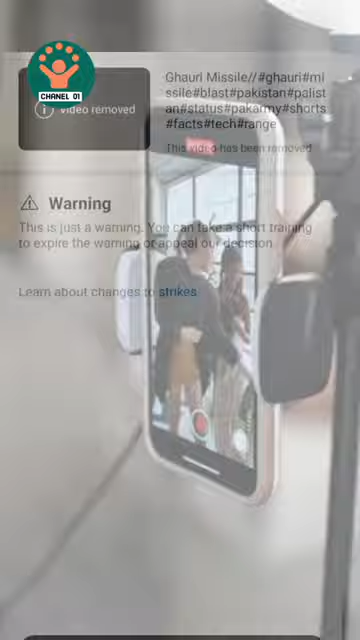 CHANEL 01
Video removed
Ghauri Missile//#ghauri#mi
ssile#blast#pakistan#palist
an#status#pakarmy#shorts
#facts#tech#range
This video has been removed
Warning
This is just a warning. You can take a short training
to expire the warning or appeal our decision.
Learn about changes to strikes.